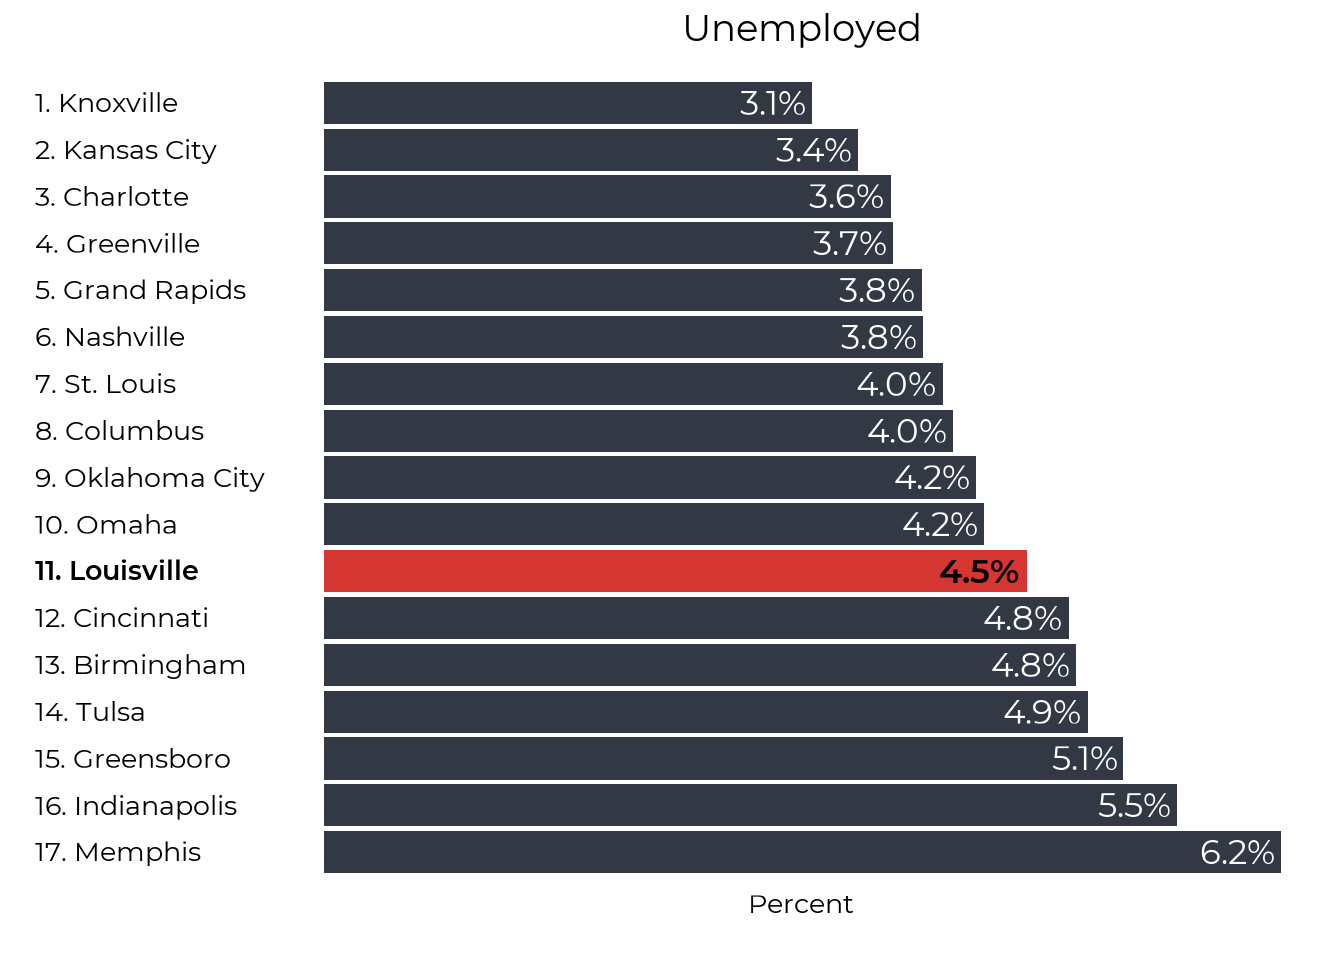 Unemployed
1. Knoxville 3.1%
2. Kansas City 3.4%
3. Charlotte 3.6%
4. Greenville 3.7%
5. Grand Rapids 3.8%
6. Nashville 3.8%
7. St. Louis 4.0%
8. Columbus 4.0%
9. Oklahoma City 4.2%
10. Omaha 4.2%
11. Louisville 4.5%
12. Cincinnati 4.8%
13. Birmingham 4.8%
14. Tulsa 4.9%
15. Greensboro 5.1%
16. Indianapolis 5.5%
17. Memphis 6.2%
Percent